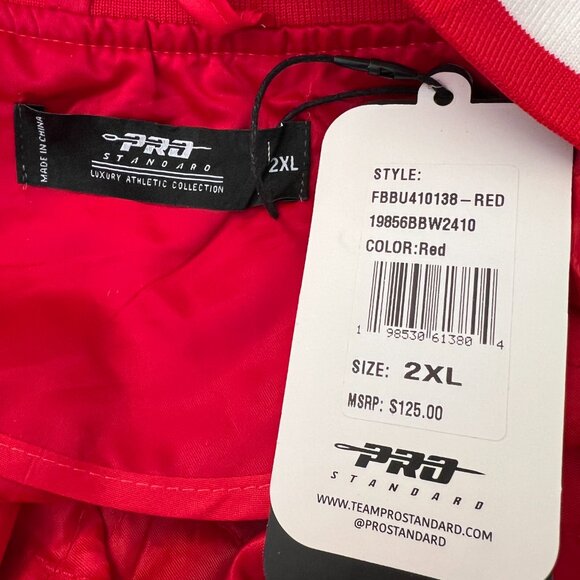 MADE IN CHINA
PRO
STANDARD
LUXURY ATHLETIC COLLECTION
2XL
STYLE:
FBBU410138-RED
19856BBW2410
COLOR:Red
1 98530 61380 4
SIZE: 2XL
MSRP: $125.00
PRO
STANDARD
WWW.TEAMPROSTANDARD.COM
@PROSTANDARD